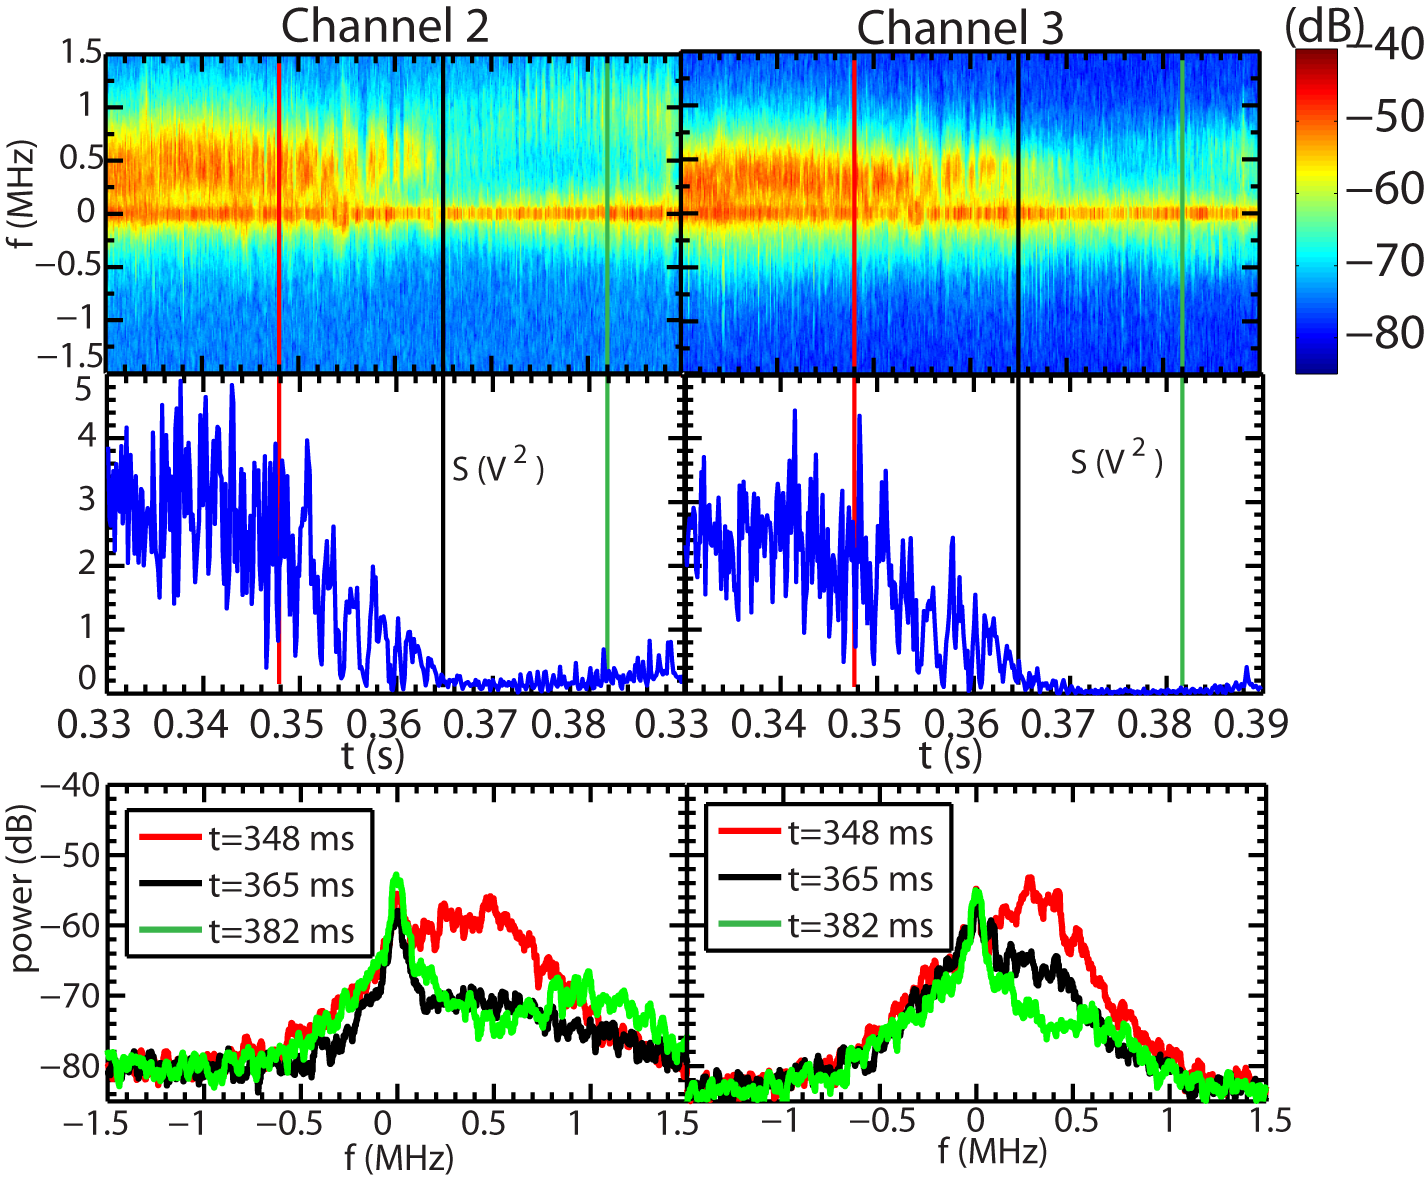 Channel 2 Channel 3 (dB)
1.5 −40
1 −50
0.5 −60
0 −70
−0.5 −80
−1
−1.5
f (MHz)
5
4
3
2
1
0
S (V 2 ) S (V 2 )
0.33 0.34 0.35 0.36 0.37 0.38 0.33 0.34 0.35 0.36 0.37 0.38 0.39
t (s) t (s)
−40
−50
−60
−70
−80
power (dB)
t=348 ms t=348 ms
t=365 ms t=365 ms
t=382 ms t=382 ms
−1.5 −1 −0.5 0 0.5 1 1.5 −1 −0.5 0 0.5 1 1.5
f (MHz) f (MHz)